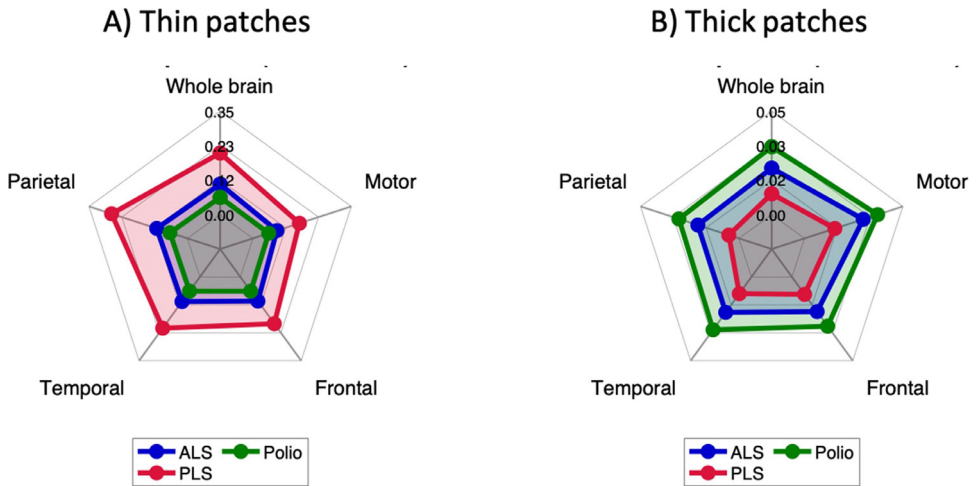 A) Thin patches
B) Thick patches
Whole brain
0.35
0.23
0.12
0.00
Parietal
Motor
Temporal
Frontal
ALS
Polio
PLS
Whole brain
0.05
0.03
0.02
0.00
Parietal
Motor
Temporal
Frontal
ALS
Polio
PLS